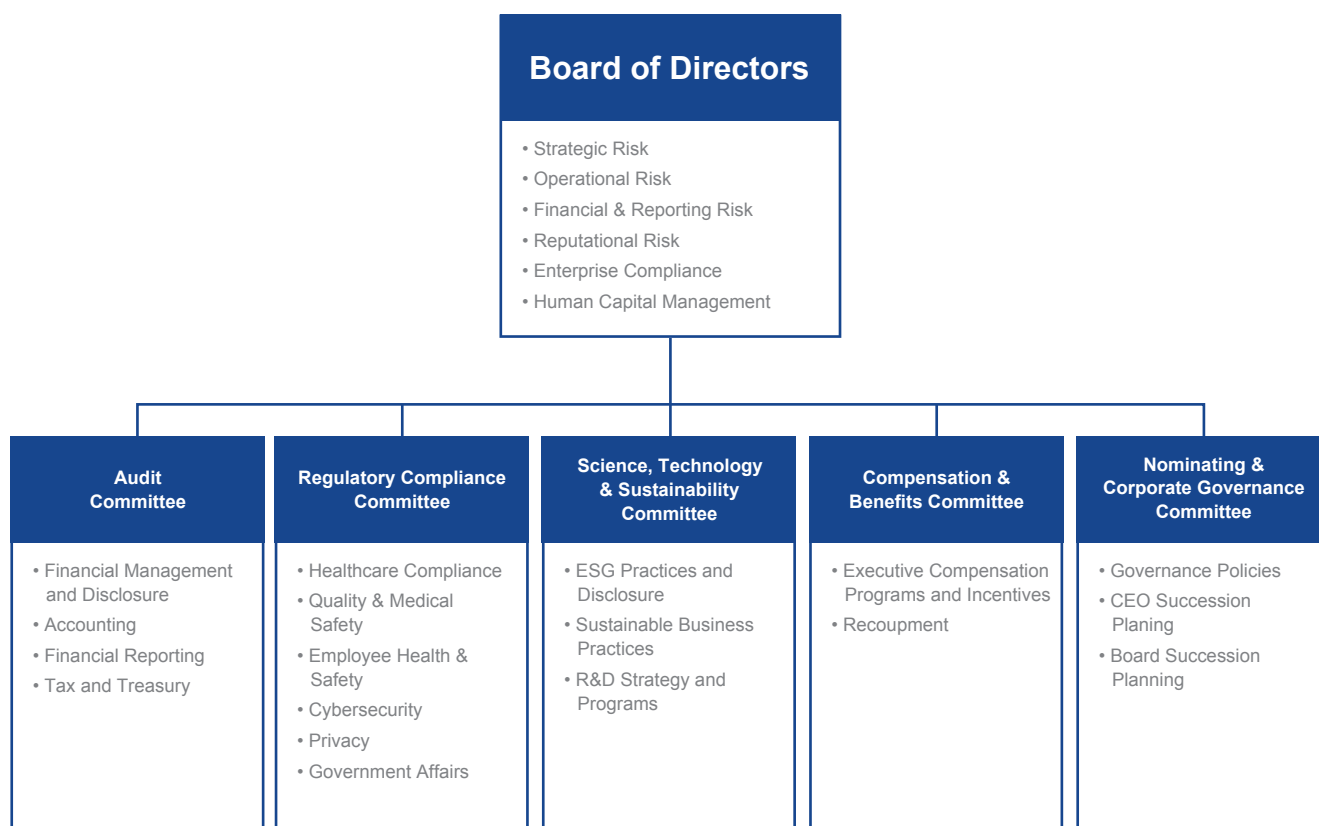 Board of Directors
• Strategic Risk
• Operational Risk
• Financial & Reporting Risk
• Reputational Risk
• Enterprise Compliance
• Human Capital Management
Audit
Committee
• Financial Management
and Disclosure
• Accounting
• Financial Reporting
• Tax and Treasury
Regulatory Compliance
Committee
• Healthcare Compliance
• Quality & Medical
Safety
• Employee Health &
Safety
• Cybersecurity
• Privacy
• Government Affairs
Science, Technology
& Sustainability
Committee
• ESG Practices and
Disclosure
• Sustainable Business
Practices
• R&D Strategy and
Programs
Compensation &
Benefits Committee
• Executive Compensation
Programs and Incentives
• Recoupment
Nominating &
Corporate Governance
Committee
• Governance Policies
• CEO Succession
Planing
• Board Succession
Planning